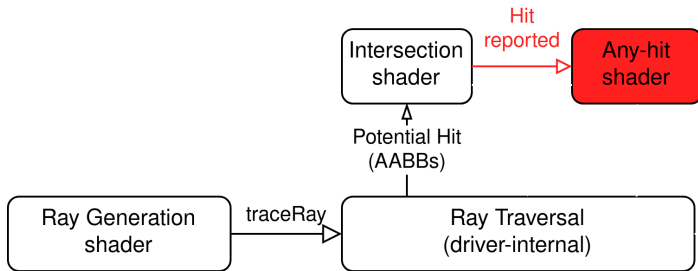 Hit
reported
Intersection
shader
Any-hit
shader
Potential Hit
(AABBs)
Ray Generation
shader
traceRay
Ray Traversal
(driver-internal)